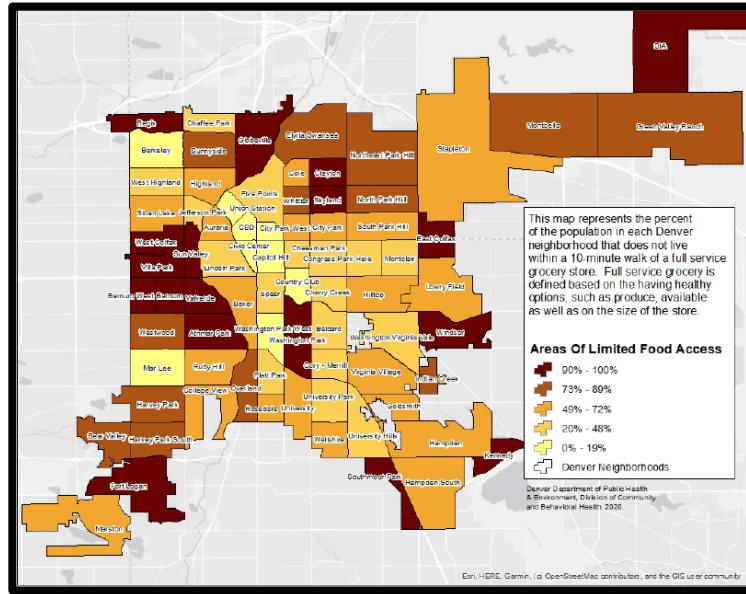 DIA
Regis
Chaffee Park
Globeville
Elyria Swansea
Montbello
Green Valley Ranch
Berkeley
Sunnyside
Northeast Park Hill
Stapleton
West Highland
Highland
Cole
Clayton
Five Points
Whittier
Skyland
North Park Hill
Sloan Lake
Jefferson Park
Union Station
Auraria
CBD
City Park West
City Park
South Park Hill
West Colfax
Sun Valley
Civic Center
Cheesman Park
East Colfax
Villa Park
Lincoln Park
Capitol Hill
Congress Park
Hale
Montclair
Country Club
Barnum West
Barnum
Valverde
Baker
Speer
Cherry Creek
Hilltop
Lowry Field
Westwood
Athmar Park
Washington Park West
Washington Park
Belcaro
Washington Virginia Vale
Windsor
Mar Lee
Ruby Hill
Platt Park
Cory - Merrill
Virginia Village
Indian Creek
Harvey Park
College View
Overland
Rosedale
University
University Park
Goldsmith
Bear Valley
Harvey Park South
Wellshire
University Hills
Hampden
Kennedy
Fort Logan
Southmoor Park
Hampden South
Marston
This map represents the percent
of the population in each Denver
neighborhood that does not live
within a 10-minute walk of a full service
grocery store. Full service grocery is
defined based on the having healthy
options, such as produce, available
as well as on the size of the store.
Areas Of Limited Food Access
90% - 100%
73% - 89%
49% - 72%
20% - 48%
0% - 19%
Denver Neighborhoods
Denver Department of Public Health
& Environment, Division of Community
and Behavioral Health, 2020
Esri, HERE, Garmin, (c) OpenStreetMap contributors, and the GIS user community